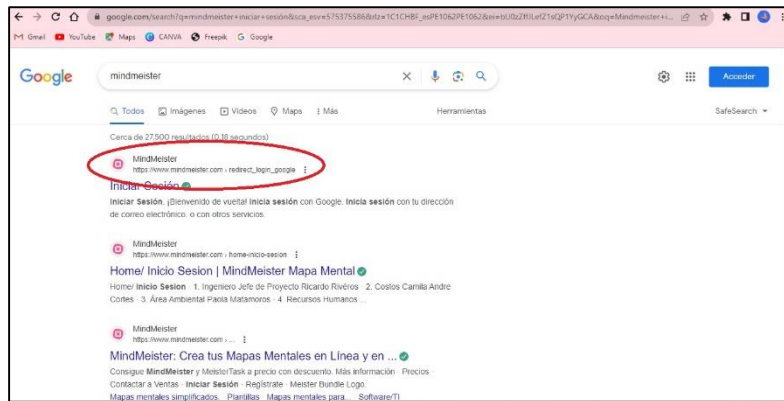 google.com/search?q=mindmeister+iniciar+sesión&sca_esv=575375586&rlz=1C1CHBF_esPE1062PE1062&ei=
Gmail YouTube Maps CANVA Freepik Google
Google mindmeister Acceder
Todos Imágenes Videos Maps Más Herramientas SafeSearch
Cerca de 27,500 resultados (0.18 segundos)
MindMeister
https://www.mindmeister.com › redirect_login_google
Iniciar Sesión
Iniciar Sesión. ¡Bienvenido de vuelta! Inicia sesión con Google. Inicia sesión con tu dirección
de correo electrónico. o con otros servicios.
MindMeister
https://www.mindmeister.com › home-inicio-sesion
Home/ Inicio Sesion | MindMeister Mapa Mental
Home/ Inicio Sesion · 1. Ingeniero Jefe de Proyecto Ricardo Rivéros · 2. Costos Camila Andre
Cortes · 3. Área Ambiental Paola Matamoros · 4. Recursos Humanos ...
MindMeister
https://www.mindmeister.com › ...
MindMeister: Crea tus Mapas Mentales en Línea y en ...
Consigue MindMeister y MeisterTask a precio con descuento. Más información · Precios ·
Contactar a Ventas · Iniciar Sesión · Regístrate · Meister Bundle Logo.
Mapas mentales simplificados. · Plantillas · Mapas mentales para... · Software/TI